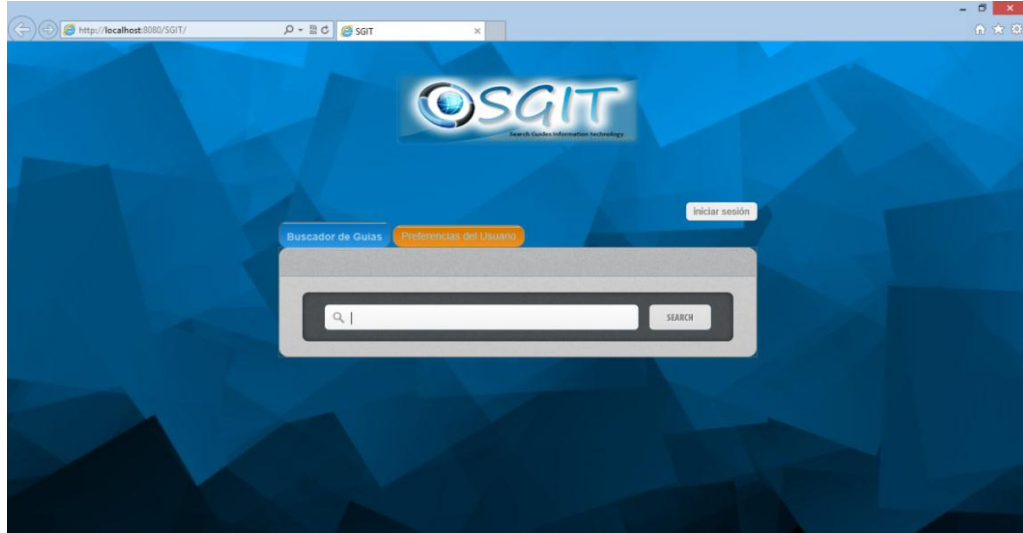 http://localhost:8080/SGIT/
SGIT
SGIT
Search Guides Information technology
iniciar sesión
Buscador de Guias
Preferencias del Usuario
SEARCH